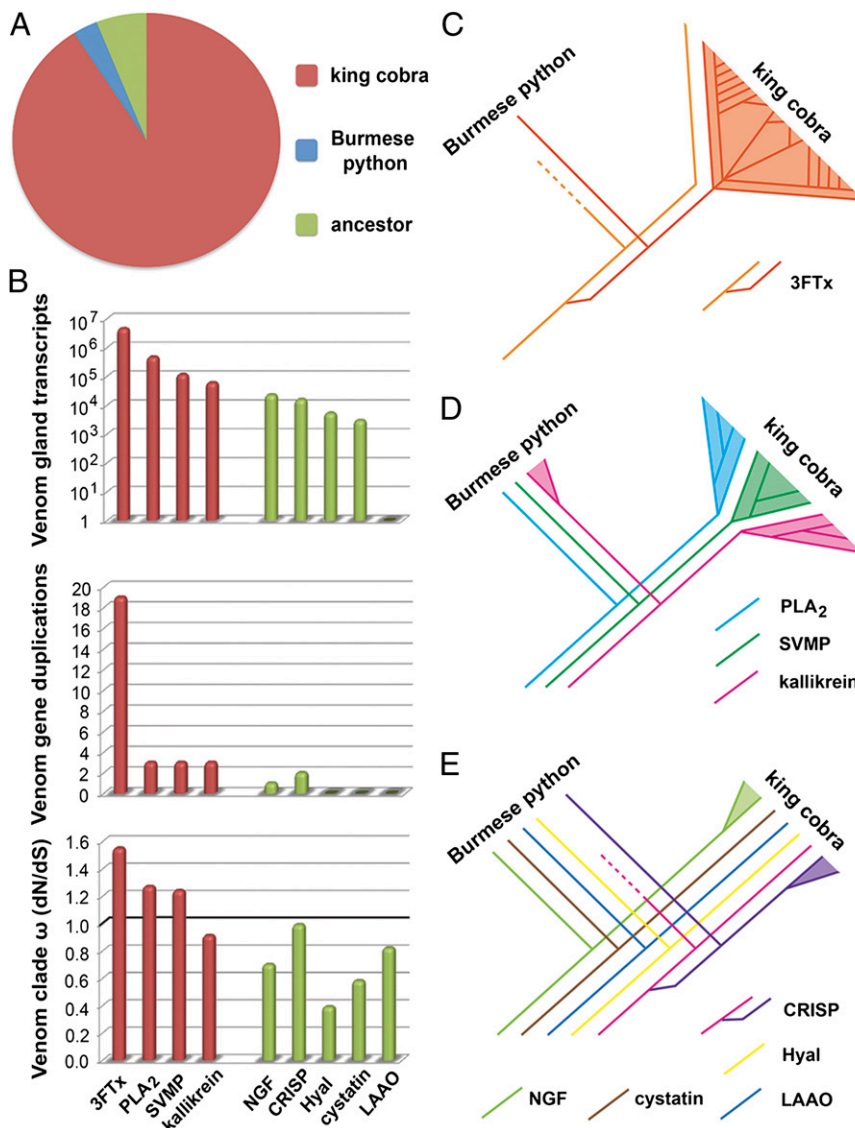 A
king cobra
Burmese
python
ancestor
B
Venom gland transcripts
10⁷
10⁶
10⁵
10⁴
10³
10²
10¹
1
Venom gene duplications
20
18
16
14
12
10
8
6
4
2
0
Venom clade ω (dN/dS)
1.6
1.4
1.2
1.0
0.8
0.6
0.4
0.2
0.0
3FTx
PLA₂
SVMP
kallikrein
NGF
CRISP
Hyal
cystatin
LAAO
C
Burmese python
king cobra
3FTx
D
Burmese python
king cobra
PLA₂
SVMP
kallikrein
E
Burmese python
king cobra
CRISP
Hyal
NGF
cystatin
LAAO